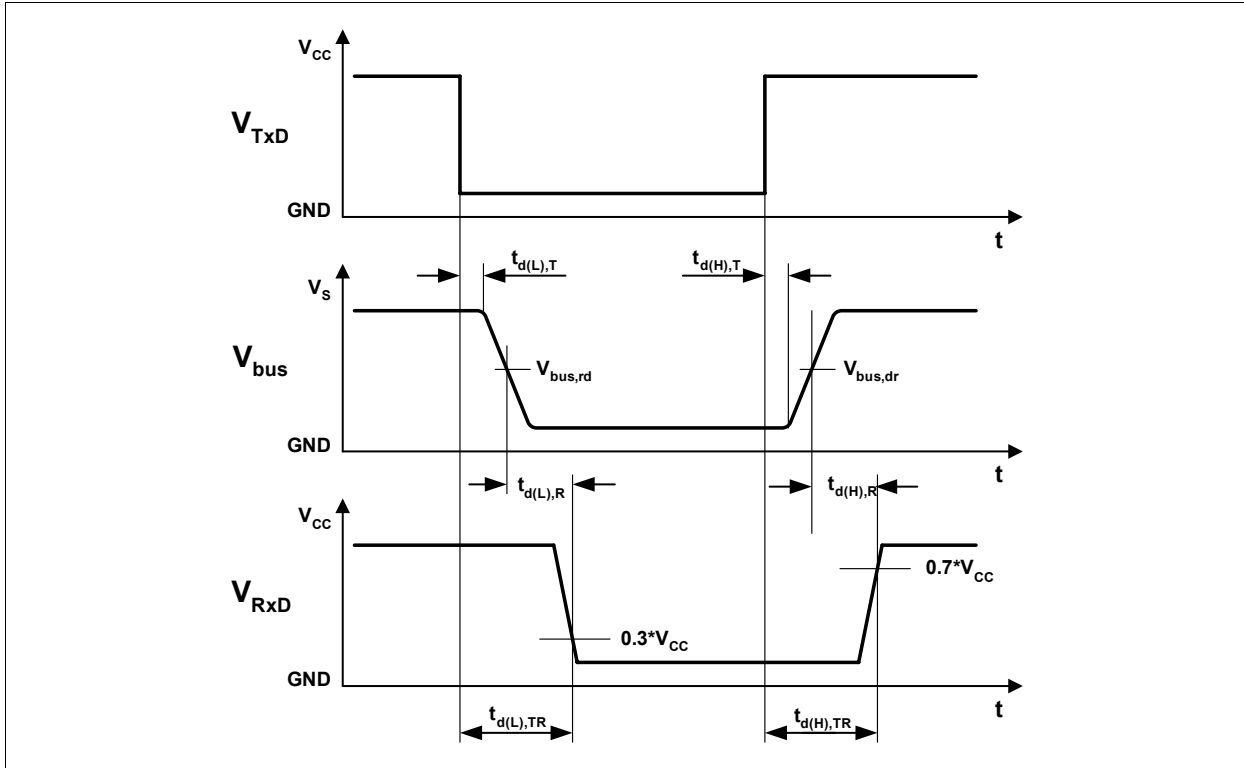 V_CC
V_TxD
GND
t
t_d(L),T
t_d(H),T
V_S
V_bus
V_bus,rd
V_bus,dr
GND
t
t_d(L),R
t_d(H),R
V_CC
0.7*V_CC
V_RxD
0.3*V_CC
GND
t
t_d(L),TR
t_d(H),TR